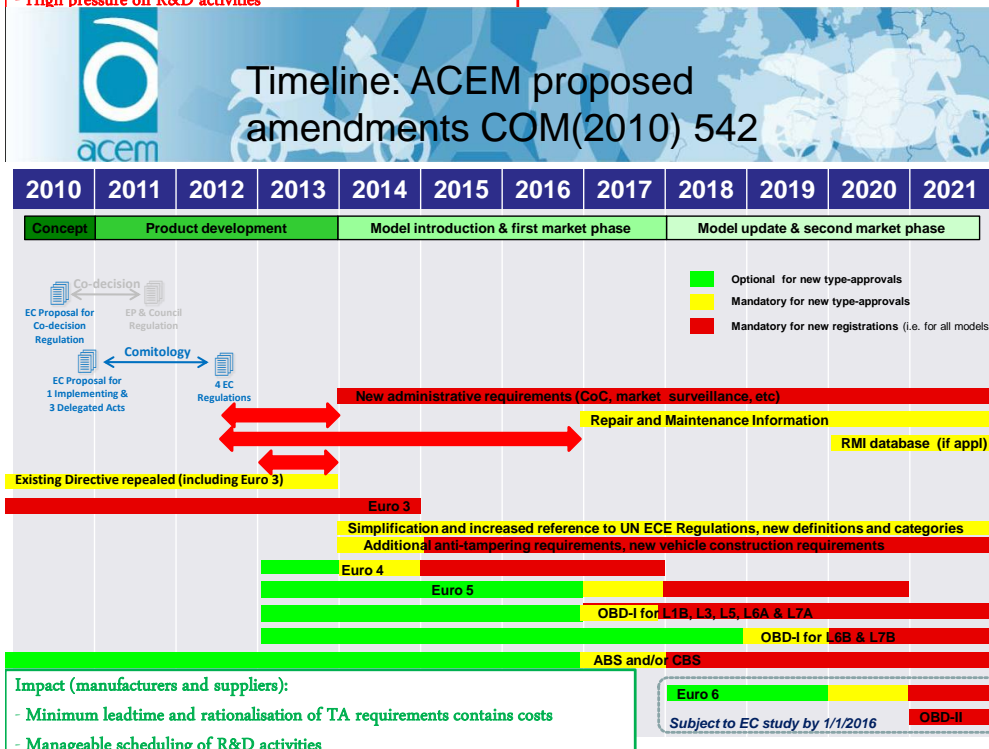 - High pressure on R&D activities
acem
Timeline: ACEM proposed
amendments COM(2010) 542
2010 2011 2012 2013 2014 2015 2016 2017 2018 2019 2020 2021
Concept Product development Model introduction & first market phase Model update & second market phase
Optional for new type-approvals
Mandatory for new type-approvals
Mandatory for new registrations (i.e. for all models
Co-decision
EC Proposal for
Co-decision
Regulation
EP & Council
Regulation
Comitology
EC Proposal for
1 Implementing &
3 Delegated Acts
4 EC
Regulations
New administrative requirements (CoC, market surveillance, etc)
Repair and Maintenance Information
RMI database (if appl)
Existing Directive repealed (including Euro 3)
Euro 3
Simplification and increased reference to UN ECE Regulations, new definitions and categories
Additional anti-tampering requirements, new vehicle construction requirements
Euro 4
Euro 5
OBD-I for L1B, L3, L5, L6A & L7A
OBD-I for L6B & L7B
ABS and/or CBS
Impact (manufacturers and suppliers):
- Minimum leadtime and rationalisation of TA requirements contains costs
- Manageable scheduling of R&D activities
Euro 6
Subject to EC study by 1/1/2016
OBD-II